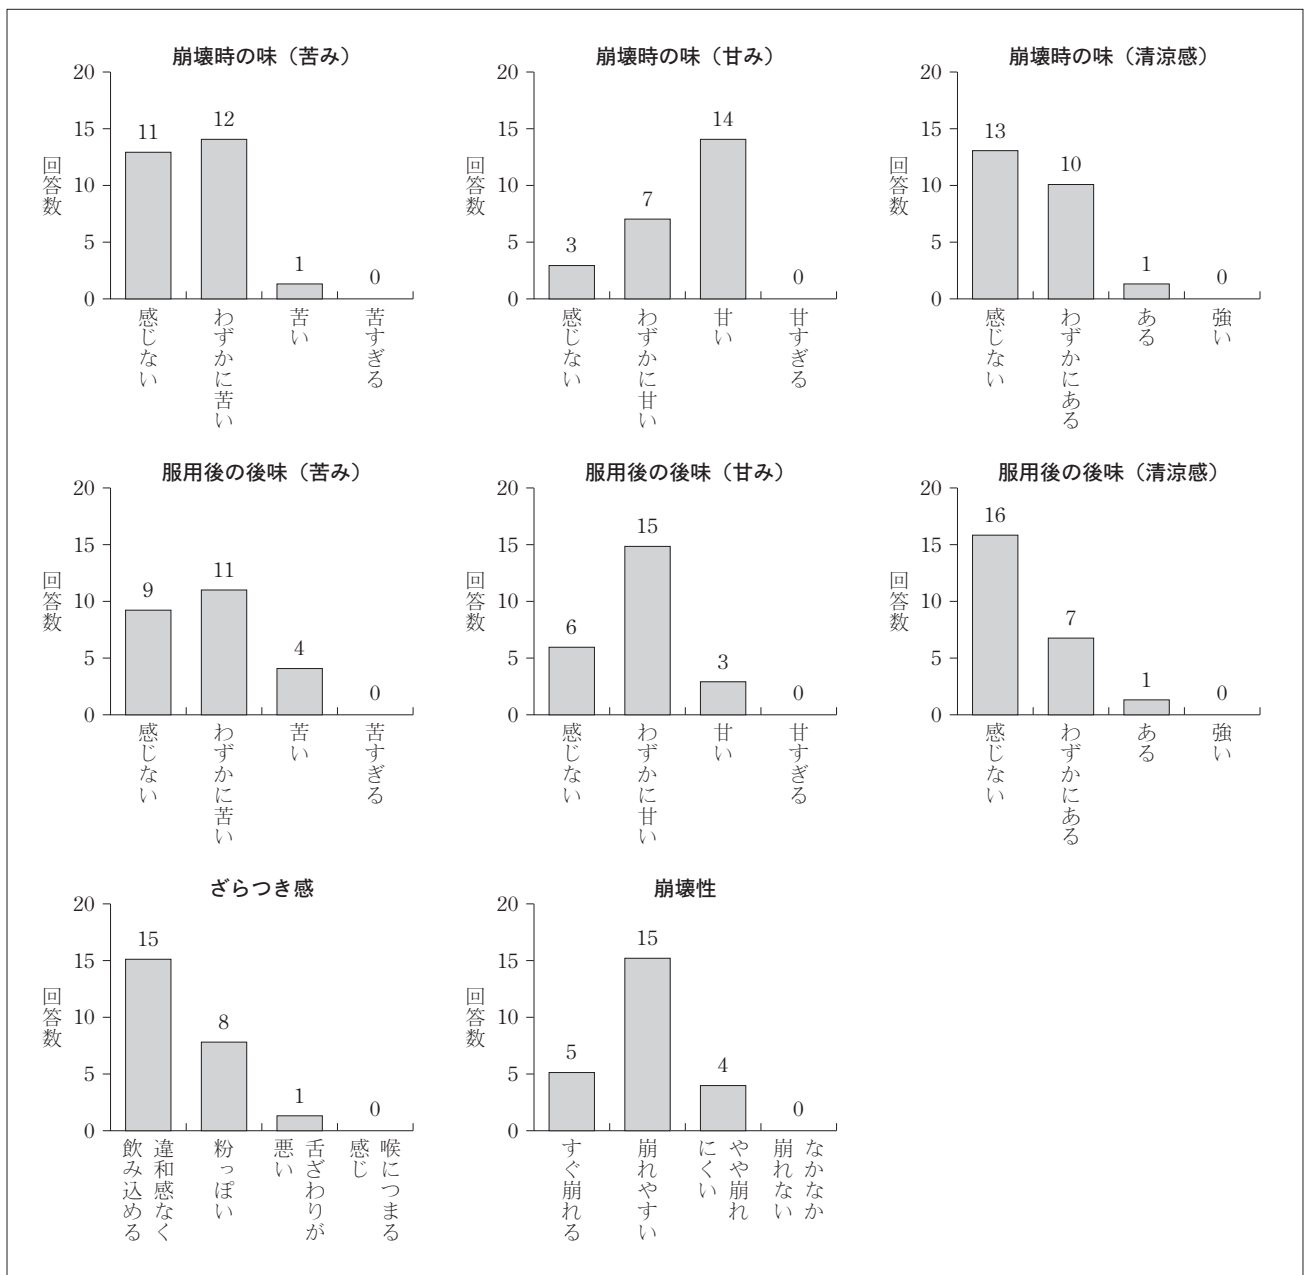 崩壊時の味（苦み）
回答数
20
15
10
5
0
11
12
1
0
感じない
わずかに苦い
苦い
苦すぎる
崩壊時の味（甘み）
回答数
20
15
10
5
0
3
7
14
0
感じない
わずかに甘い
甘い
甘すぎる
崩壊時の味（清涼感）
回答数
20
15
10
5
0
13
10
1
0
感じない
わずかにある
ある
強い
服用後の後味（苦み）
回答数
20
15
10
5
0
9
11
4
0
感じない
わずかに苦い
苦い
苦すぎる
服用後の後味（甘み）
回答数
20
15
10
5
0
6
15
3
0
感じない
わずかに甘い
甘い
甘すぎる
服用後の後味（清涼感）
回答数
20
15
10
5
0
16
7
1
0
感じない
わずかにある
ある
強い
ざらつき感
回答数
20
15
10
5
0
15
8
1
0
違和感なく
飲み込める
粉っぽい
舌ざわりが
悪い
喉につまる
感じ
崩壊性
回答数
20
15
10
5
0
5
15
4
0
すぐ崩れる
崩れやすい
やや崩れ
にくい
なかなか
崩れない